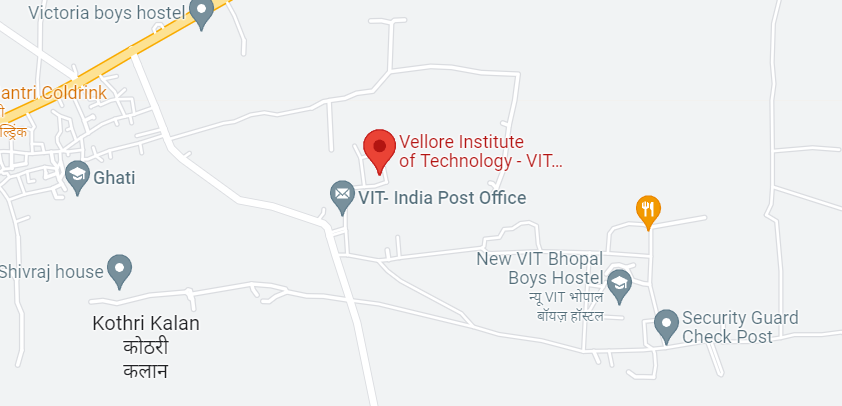 Victoria boys hostel
antri Coldrink
ल्ड्रिंक
Vellore Institute
of Technology - VIT...
Ghati
VIT- India Post Office
New VIT Bhopal
Boys Hostel
न्यू VIT भोपाल
बॉयज़ हॉस्टल
Shivraj house
Kothri Kalan
कोठरी
कलान
Security Guard
Check Post